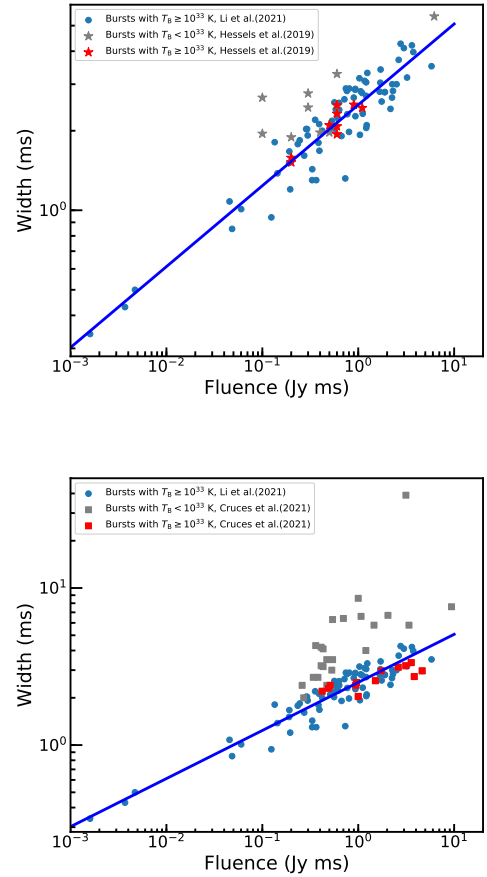 Bursts with T_B ≥ 10^33 K, Li et al.(2021)
Bursts with T_B < 10^33 K, Hessels et al.(2019)
Bursts with T_B ≥ 10^33 K, Hessels et al.(2019)
Width (ms)
10^0
10^−3 10^−2 10^−1 10^0 10^1
Fluence (Jy ms)
Bursts with T_B ≥ 10^33 K, Li et al.(2021)
Bursts with T_B < 10^33 K, Cruces et al.(2021)
Bursts with T_B ≥ 10^33 K, Cruces et al.(2021)
Width (ms)
10^1
10^0
10^−3 10^−2 10^−1 10^0 10^1
Fluence (Jy ms)